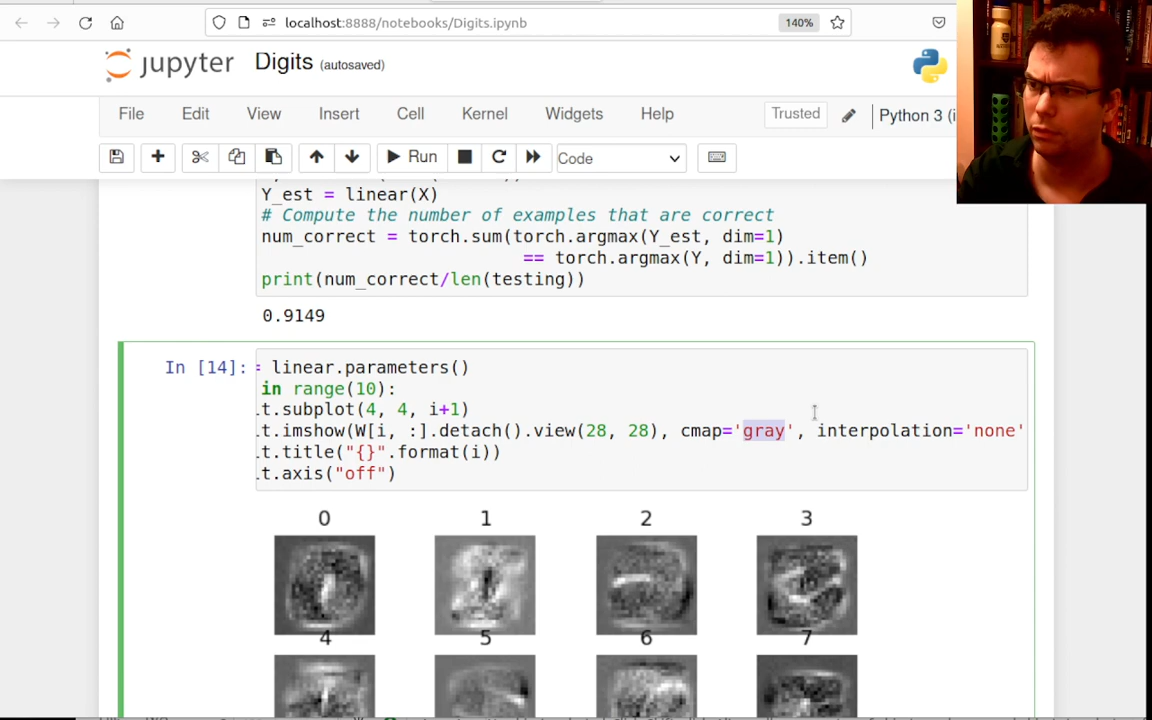 localhost:8888/notebooks/Digits.ipynb
140%
jupyter Digits (autosaved)
File Edit View Insert Cell Kernel Widgets Help
Trusted
Python 3 (i
Run
Code
Y_est = linear(X)
# Compute the number of examples that are correct
num_correct = torch.sum(torch.argmax(Y_est, dim=1)
== torch.argmax(Y, dim=1)).item()
print(num_correct/len(testing))
0.9149
In [14]:
= linear.parameters()
in range(10):
t.subplot(4, 4, i+1)
t.imshow(W[i, :].detach().view(28, 28), cmap='gray', interpolation='none'
t.title("{}".format(i))
t.axis("off")
0 1 2 3
4 5 6 7